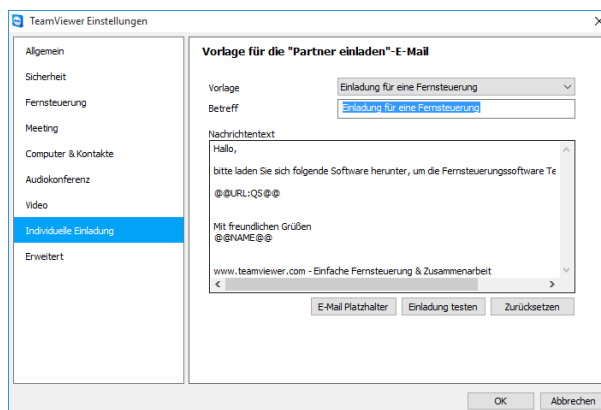 TeamViewer Einstellungen
Allgemein
Sicherheit
Fernsteuerung
Meeting
Computer & Kontakte
Audiokonferenz
Video
Individuelle Einladung
Erweitert
Vorlage für die "Partner einladen"-E-Mail
Vorlage Einladung für eine Fernsteuerung
Betreff Einladung für eine Fernsteuerung
Nachrichtentext
Hallo,
bitte laden Sie sich folgende Software herunter, um die Fernsteuerungssoftware Te
@@URL:QS@@
Mit freundlichen Grüßen
@@NAME@@
www.teamviewer.com - Einfache Fernsteuerung & Zusammenarbeit
E-Mail Platzhalter Einladung testen Zurücksetzen
OK Abbrechen